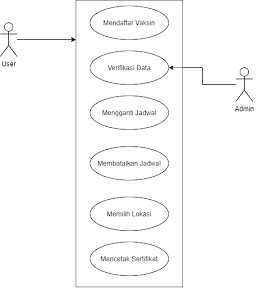 Mendaftar Vaksin
User
Verifikasi Data
Admin
Mengganti Jadwal
Membatalkan Jadwal
Memilih Lokasi
Mencetak Sertifikat